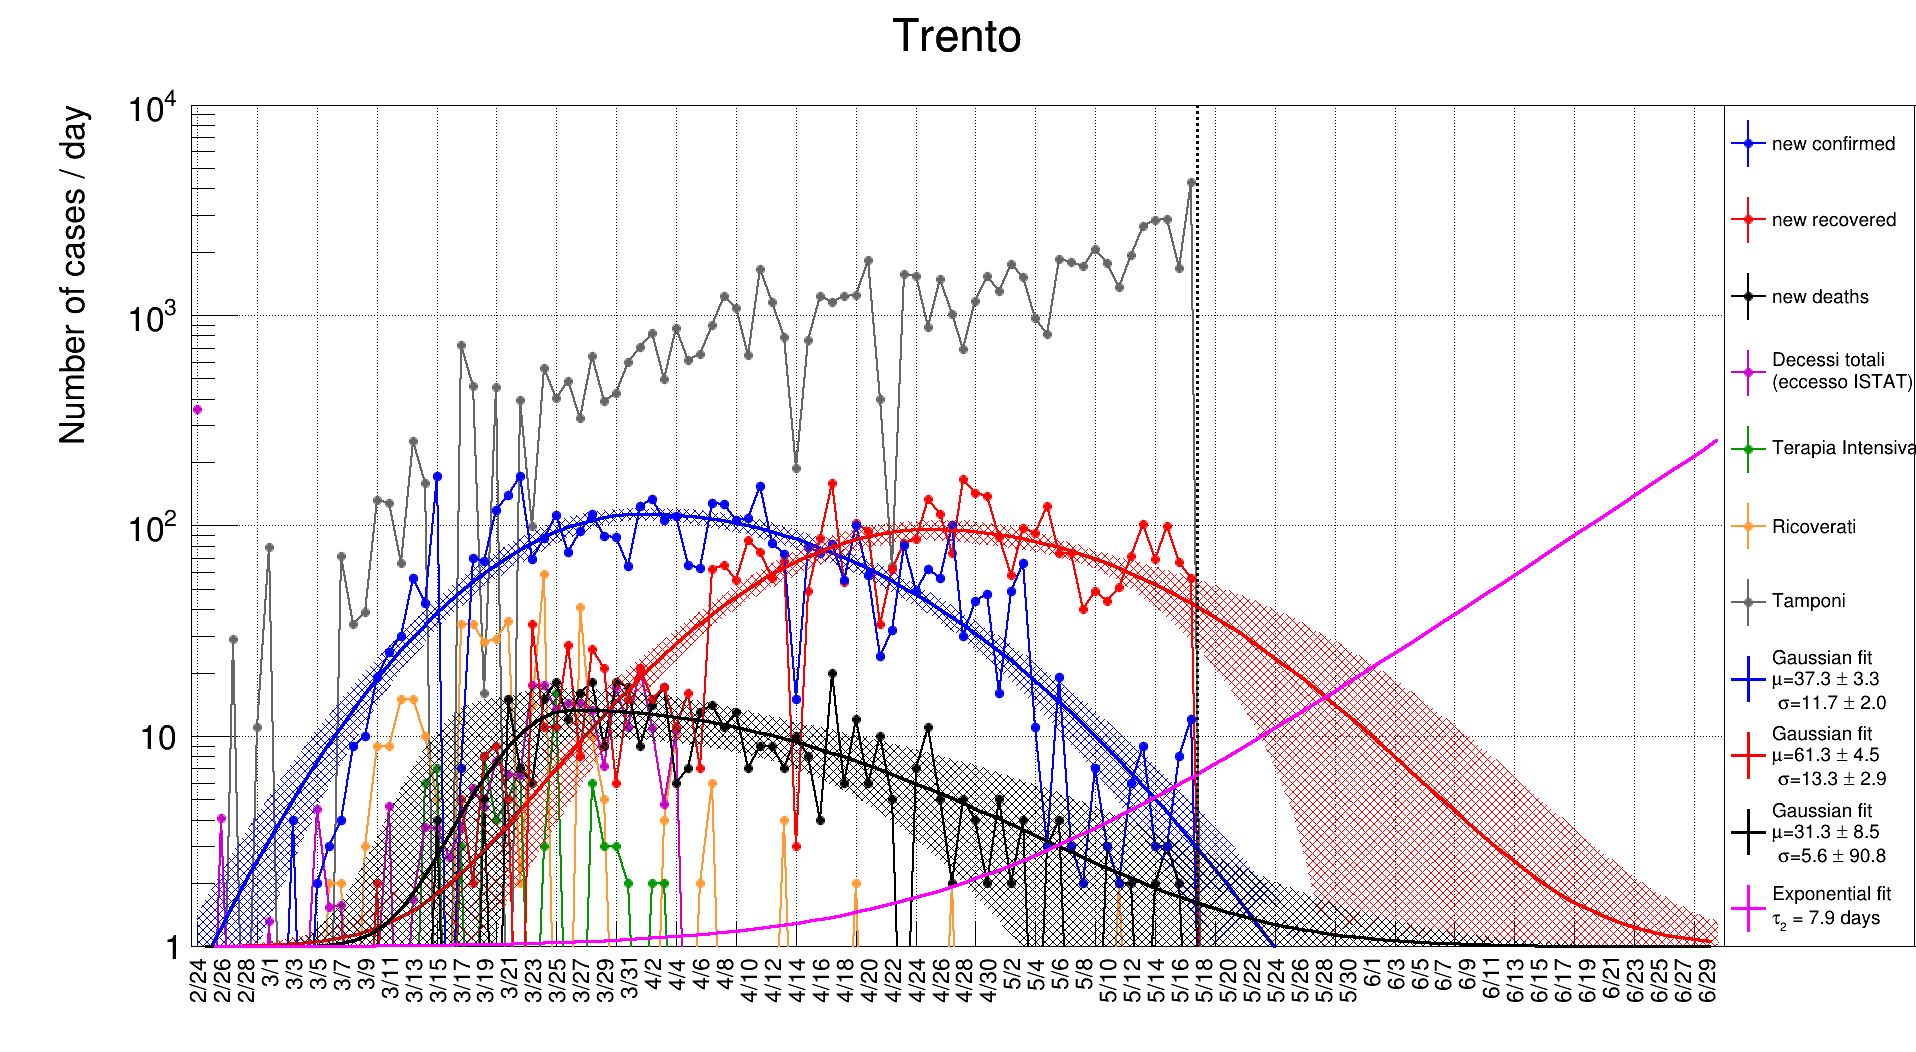 Trento
Number of cases / day
10⁴
10³
10²
10
1
2/24 2/26 2/28 3/1 3/3 3/5 3/7 3/9 3/11 3/13 3/15 3/17 3/19 3/21 3/23 3/25 3/27 3/29 3/31 4/2 4/4 4/6 4/8 4/10 4/12 4/14 4/16 4/18 4/20 4/22 4/24 4/26 4/28 4/30 5/2 5/4 5/6 5/8 5/10 5/12 5/14 5/16 5/18 5/20 5/22 5/24 5/26 5/28 5/30 6/1 6/3 6/5 6/7 6/9 6/11 6/13 6/15 6/17 6/19 6/21 6/23 6/25 6/27 6/29
new confirmed
new recovered
new deaths
Decessi totali
(eccesso ISTAT)
Terapia Intensiva
Ricoverati
Tamponi
Gaussian fit
μ=37.3 ± 3.3
σ=11.7 ± 2.0
Gaussian fit
μ=61.3 ± 4.5
σ=13.3 ± 2.9
Gaussian fit
μ=31.3 ± 8.5
σ=5.6 ± 90.8
Exponential fit
τ₂ = 7.9 days